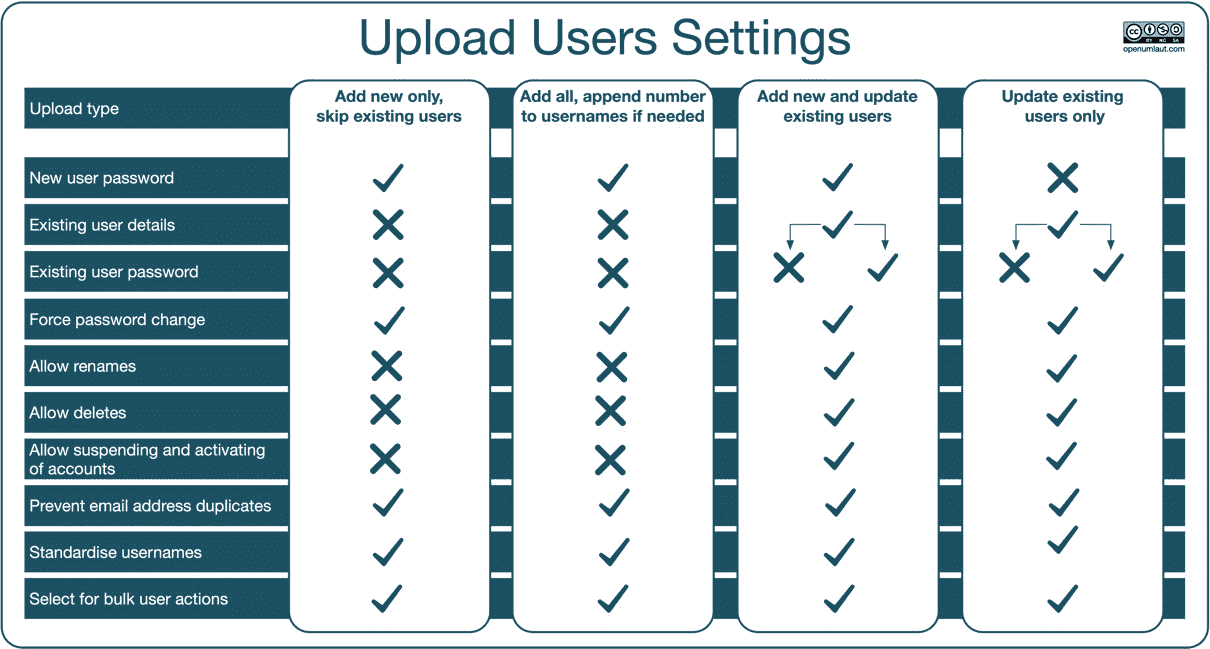 Upload Users Settings
BY NC SA
openumlaut.com
Upload type
Add new only,
skip existing users
Add all, append number
to usernames if needed
Add new and update
existing users
Update existing
users only
New user password
Existing user details
Existing user password
Force password change
Allow renames
Allow deletes
Allow suspending and activating
of accounts
Prevent email address duplicates
Standardise usernames
Select for bulk user actions